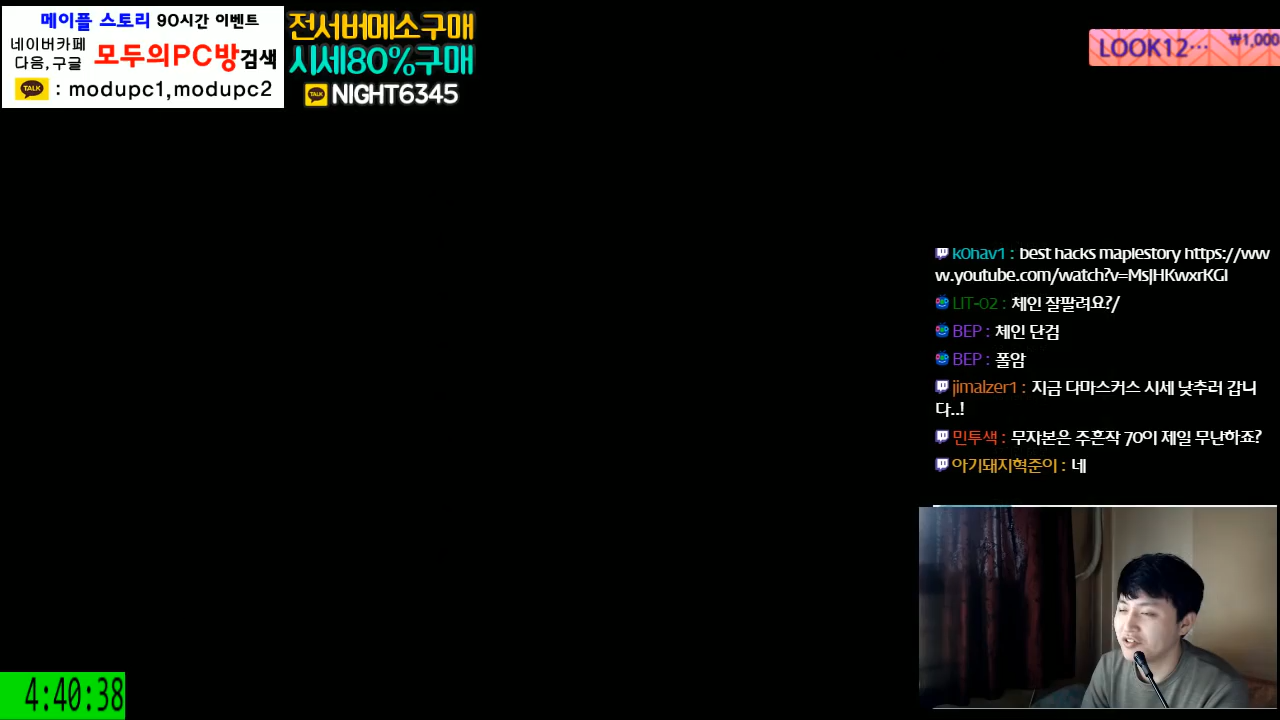 메이플 스토리 90시간 이벤트
네이버카페
다음,구글
모두의PC방검색
TALK : modupc1,modupc2
전서버메소구매
시세80%구매
TALK NIGHT6345
LOOK12… ₩1,000
k0hav1 : best hacks maplestory https://ww
w.youtube.com/watch?v=MsJHKwxrKGI
LIT-02 : 체인 잘팔려요?/
BEP : 체인 단검
BEP : 폴암
jimalzer1 : 지금 다마스커스 시세 낮추러 갑니
다..!
민투색 : 무자본은 주흔작 70이 제일 무난하죠?
아기돼지혁준이 : 네
4:40:38